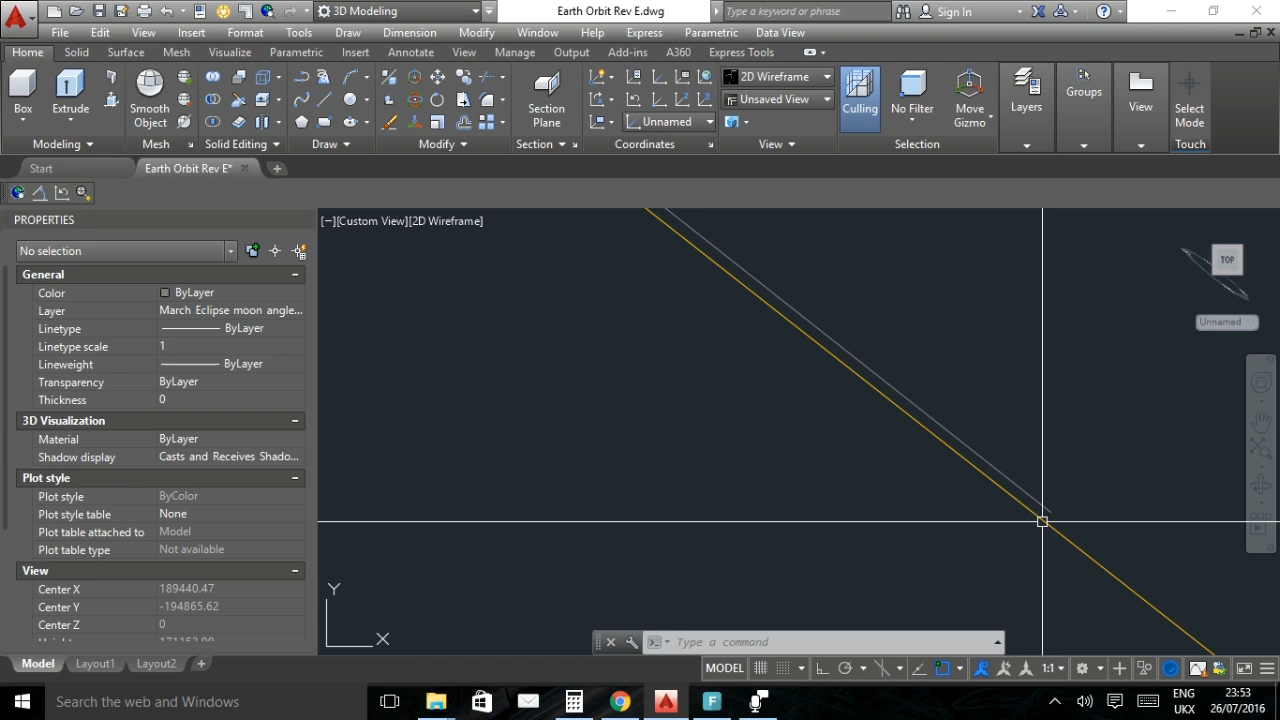 3D Modeling
Earth Orbit Rev E.dwg
Type a keyword or phrase
Sign In
File Edit View Insert Format Tools Draw Dimension Modify Window Help Express Parametric Data View
Home Solid Surface Mesh Visualize Parametric Insert Annotate View Manage Output Add-ins A360 Express Tools
2D Wireframe
Unsaved View
Unnamed
Box
Extrude
Smooth
Object
Section
Plane
Culling
No Filter
Move
Gizmo
Layers
Groups
View
Select
Mode
Modeling Mesh Solid Editing Draw Modify Section Coordinates View Selection Touch
Start
Earth Orbit Rev E*
PROPERTIES
[−][Custom View][2D Wireframe]
No selection
TOP
Unnamed
General
Color ByLayer
Layer March Eclipse moon angle...
Linetype ByLayer
Linetype scale 1
Lineweight ByLayer
Transparency ByLayer
Thickness 0
3D Visualization
Material ByLayer
Shadow display Casts and Receives Shado...
Plot style
Plot style ByColor
Plot style table None
Plot table attached to Model
Plot table type Not available
View
Center X 189440.47
Center Y -194865.62
Center Z 0
Y
X
Type a command
Model Layout1 Layout2
MODEL
1:1
Search the web and Windows
ENG
UKX
23:53
26/07/2016